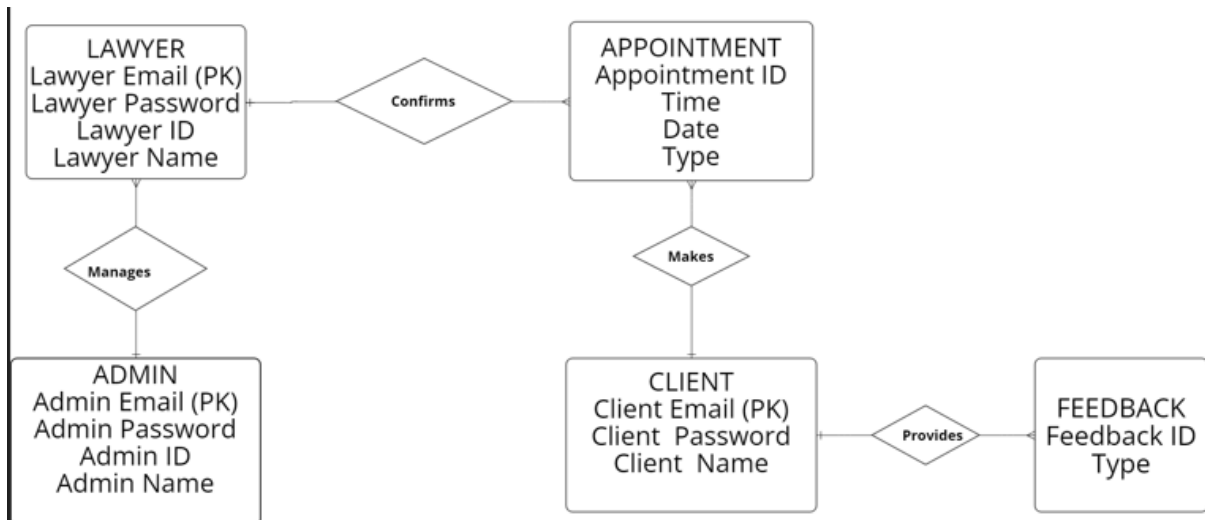 LAWYER
Lawyer Email (PK)
Lawyer Password
Lawyer ID
Lawyer Name
Confirms
APPOINTMENT
Appointment ID
Time
Date
Type
Manages
Makes
ADMIN
Admin Email (PK)
Admin Password
Admin ID
Admin Name
CLIENT
Client Email (PK)
Client Password
Client Name
Provides
FEEDBACK
Feedback ID
Type